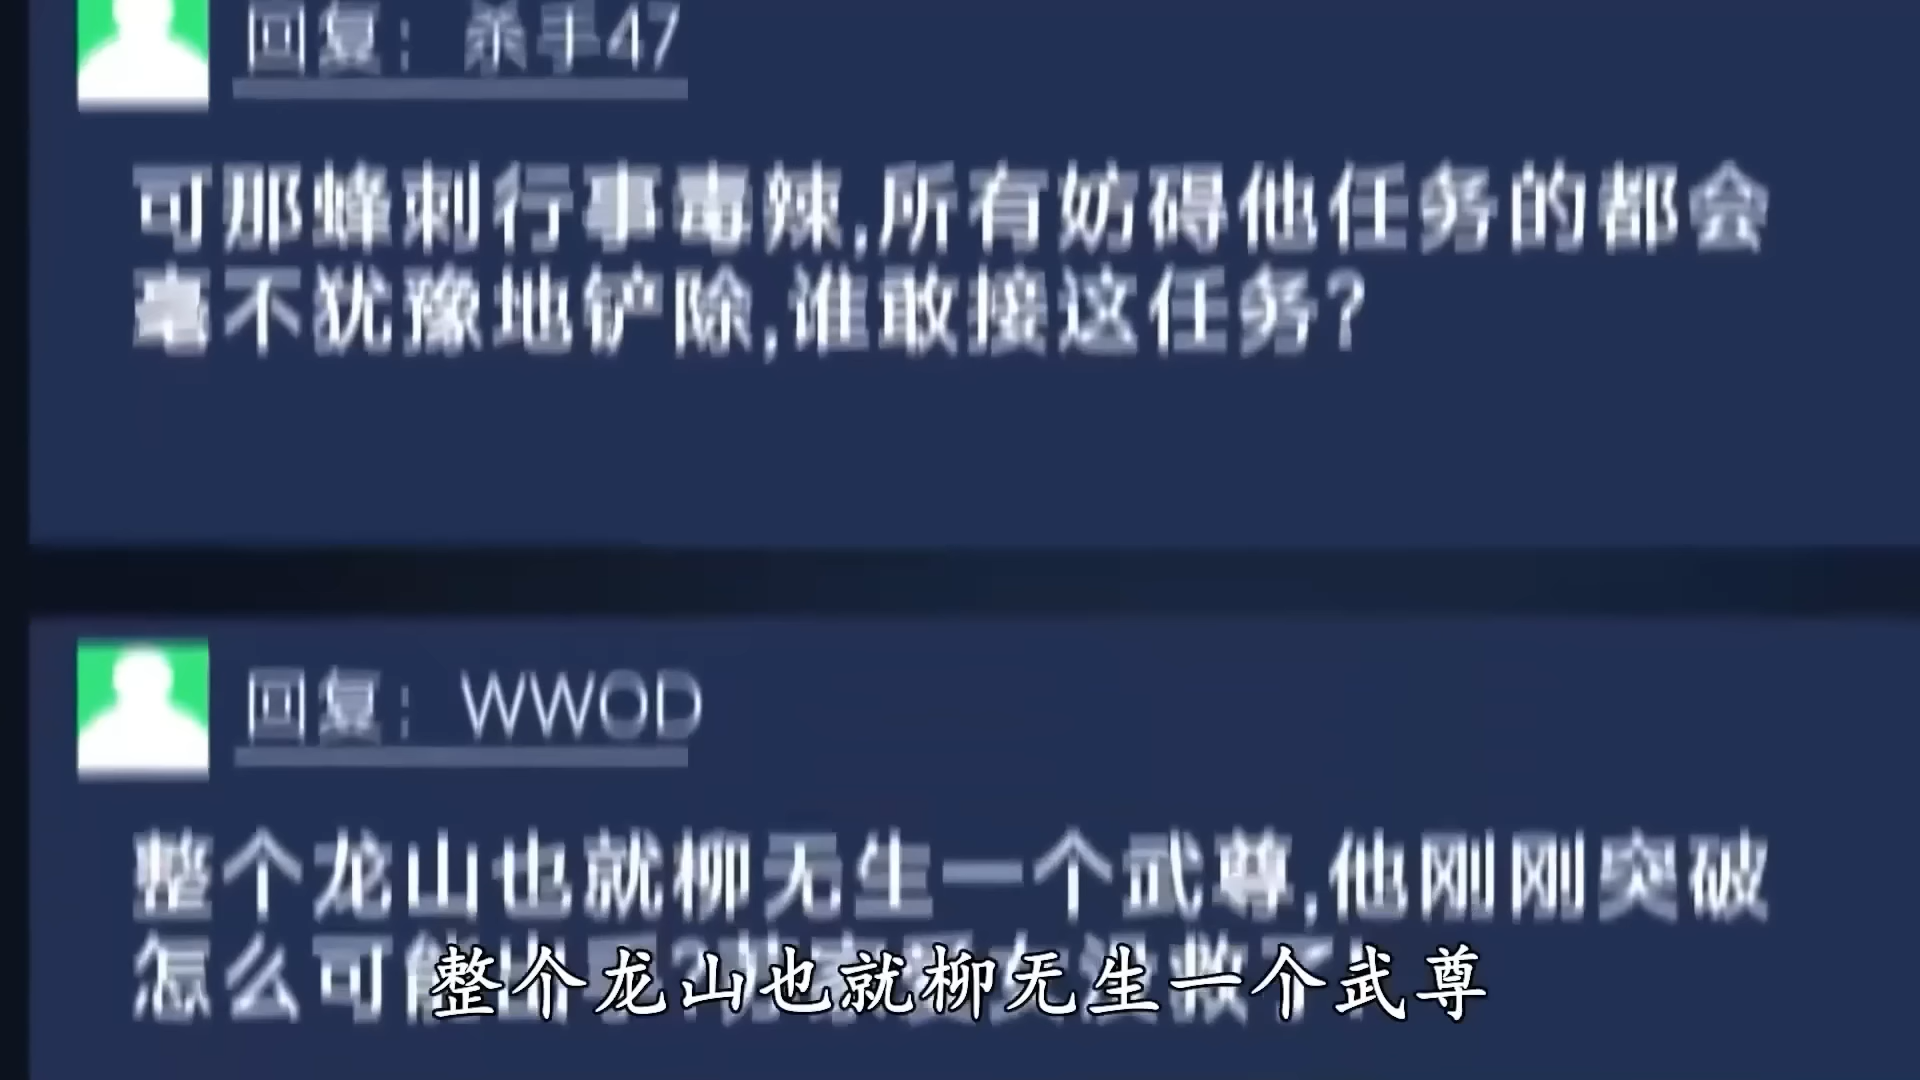 回复：杀手47
可那蜂刺行事毒辣,所有妨碍他任务的都会
毫不犹豫地铲除,谁敢接这任务?
回复：WWOD
整个龙山也就柳无生一个武尊,他刚刚突破
怎么可能出手?
整个龙山也就柳无生一个武尊